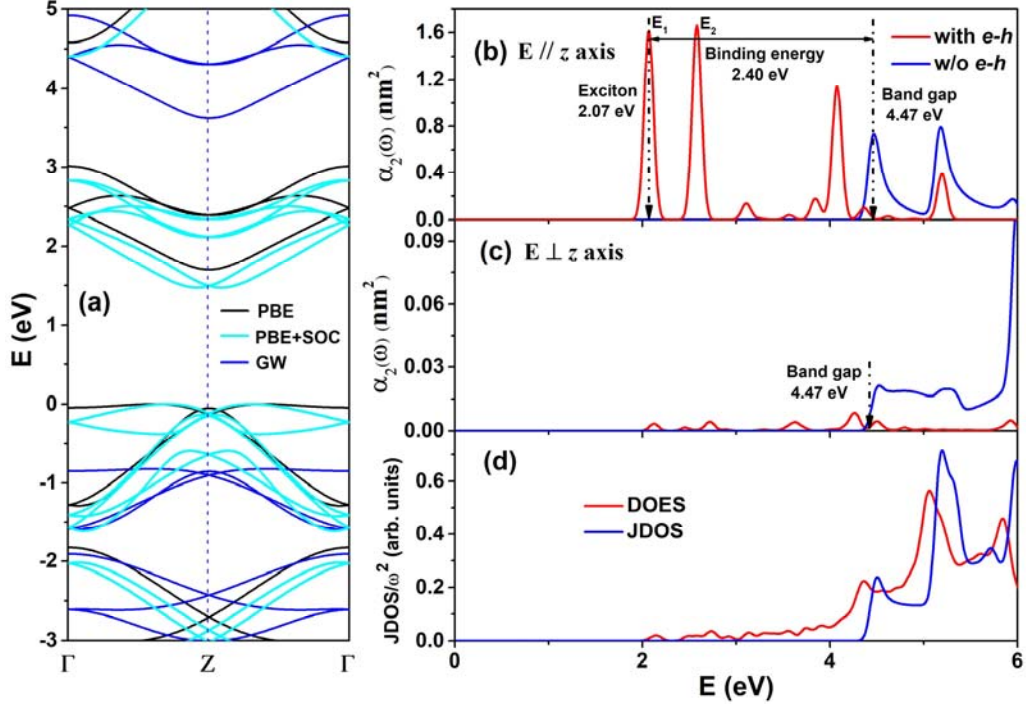 5
4
3
2
1
0
-1
-2
-3
E (eV)
(a)
PBE
PBE+SOC
GW
Γ
Z
Γ
1.6
1.2
0.8
0.4
0.0
α₂(ω) (nm²)
(b)
E // z axis
E₁
E₂
Binding energy
2.40 eV
Exciton
2.07 eV
Band gap
4.47 eV
with e-h
w/o e-h
0.09
0.06
0.03
0.00
α₂(ω) (nm²)
(c)
E ⊥ z axis
Band gap
4.47 eV
0.6
0.4
0.2
0.0
JDOS/ω² (arb. units)
(d)
DOES
JDOS
0
2
4
6
E (eV)